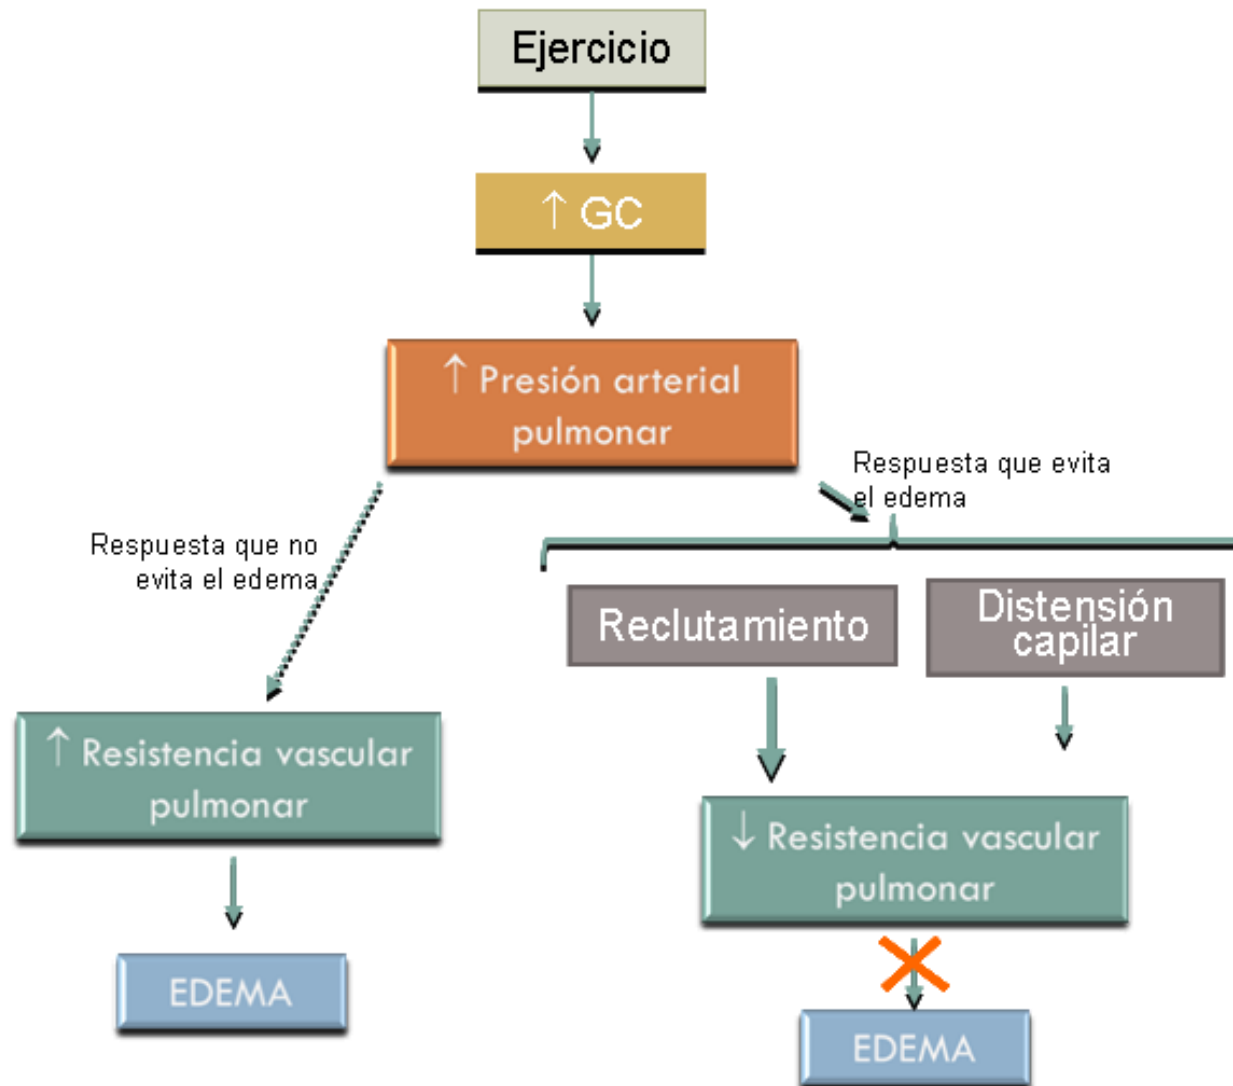 Ejercicio
↑ GC
↑ Presión arterial
pulmonar
Respuesta que evita
el edema
Respuesta que no
evita el edema
Reclutamiento
Distensión
capilar
↑ Resistencia vascular
pulmonar
↓ Resistencia vascular
pulmonar
EDEMA
EDEMA